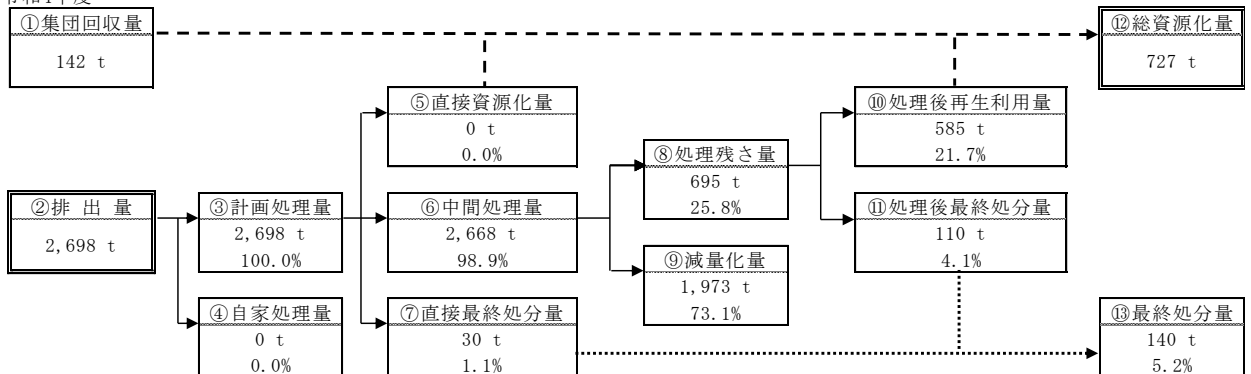 ①集団回収量
142 t
⑫総資源化量
727 t
⑤直接資源化量
0 t
0.0%
⑩処理後再生利用量
585 t
21.7%
⑧処理残さ量
695 t
25.8%
②排 出 量
2,698 t
③計画処理量
2,698 t
100.0%
⑥中間処理量
2,668 t
98.9%
⑪処理後最終処分量
110 t
4.1%
⑨減量化量
1,973 t
73.1%
④自家処理量
0 t
0.0%
⑦直接最終処分量
30 t
1.1%
⑬最終処分量
140 t
5.2%